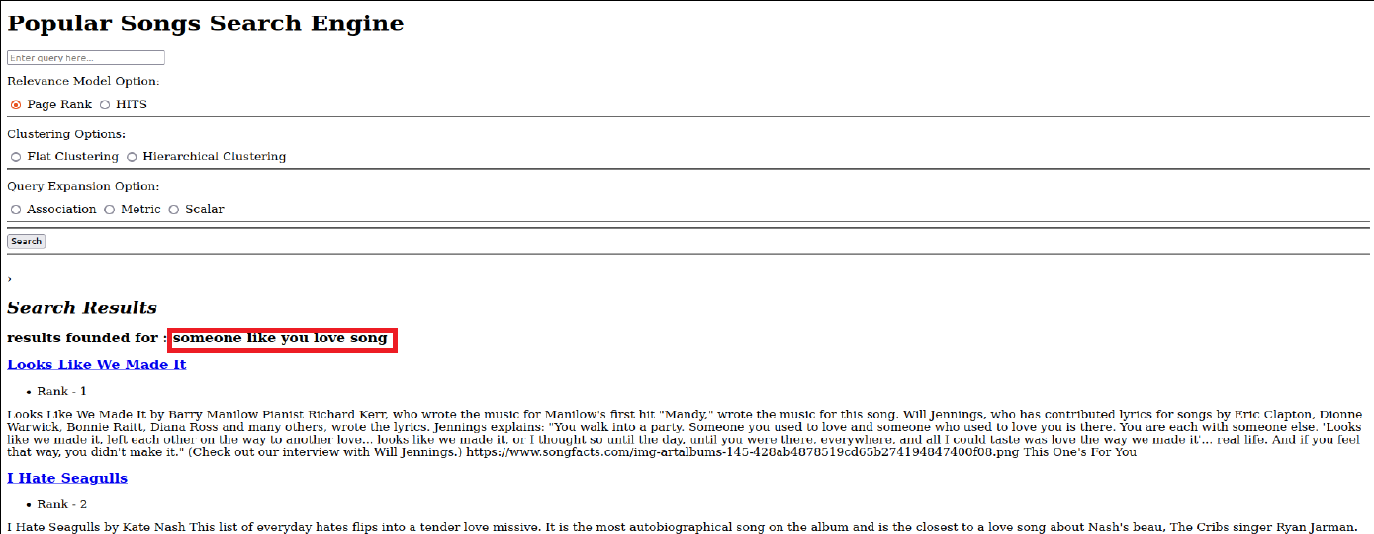 Popular Songs Search Engine
Enter query here...
Relevance Model Option:
Page Rank HITS
Clustering Options:
Flat Clustering Hierarchical Clustering
Query Expansion Option:
Association Metric Scalar
Search
›
Search Results
results founded for : someone like you love song
Looks Like We Made It
• Rank - 1
Looks Like We Made It by Barry Manilow Pianist Richard Kerr, who wrote the music for Manilow's first hit "Mandy," wrote the music for this song. Will Jennings, who has contributed lyrics for songs by Eric Clapton, Dionne
Warwick, Bonnie Raitt, Diana Ross and many others, wrote the lyrics. Jennings explains: "You walk into a party. Someone you used to love and someone who used to love you is there. You are each with someone else. 'Looks
like we made it, left each other on the way to another love... looks like we made it, or I thought so until the day, until you were there, everywhere, and all I could taste was love the way we made it'... real life. And if you feel
that way, you didn't make it." (Check out our interview with Will Jennings.) https://www.songfacts.com/img-artalbums-145-428ab4878519cd65b274194847400f08.png This One's For You
I Hate Seagulls
• Rank - 2
I Hate Seagulls by Kate Nash This list of everyday hates flips into a tender love missive. It is the most autobiographical song on the album and is the closest to a love song about Nash's beau, The Cribs singer Ryan Jarman.